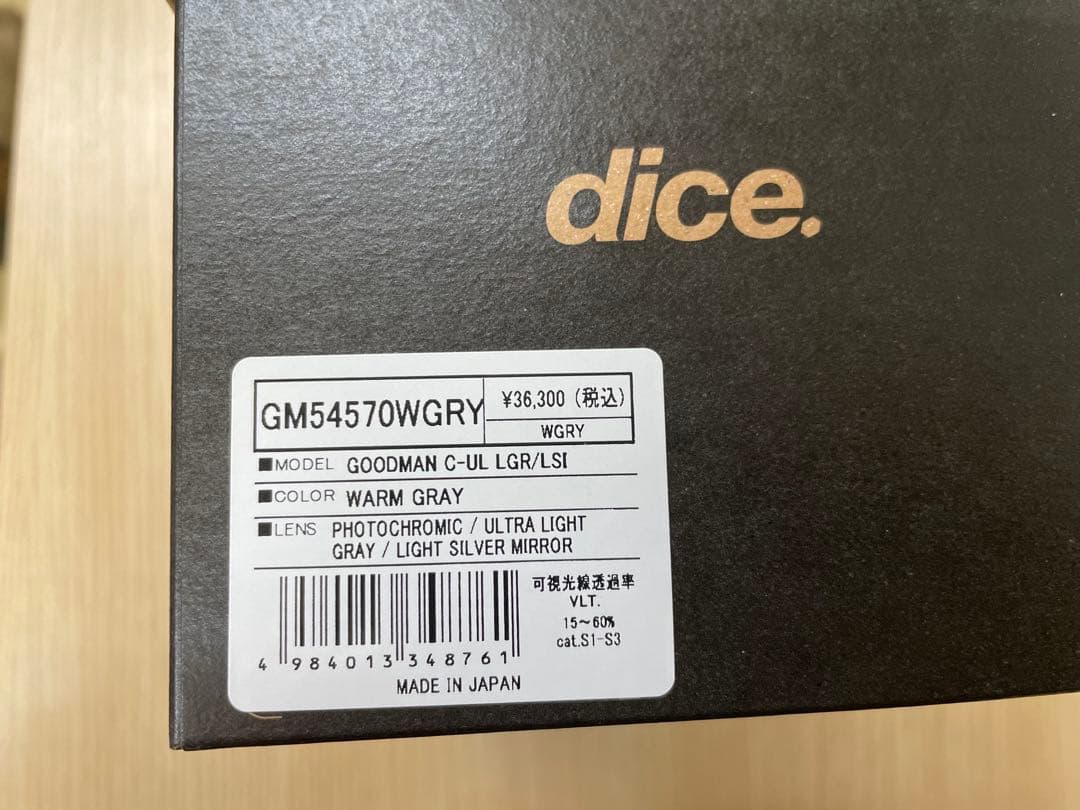 dice.
GM54570WGRY
¥36,300 (税込)
WGRY
■MODEL GOODMAN C-UL LGR/LSI
■COLOR WARM GRAY
■LENS PHOTOCHROMIC / ULTRA LIGHT
GRAY / LIGHT SILVER MIRROR
可視光線透過率
VLT.
15～60%
cat.S1-S3
4 984013 348761
MADE IN JAPAN